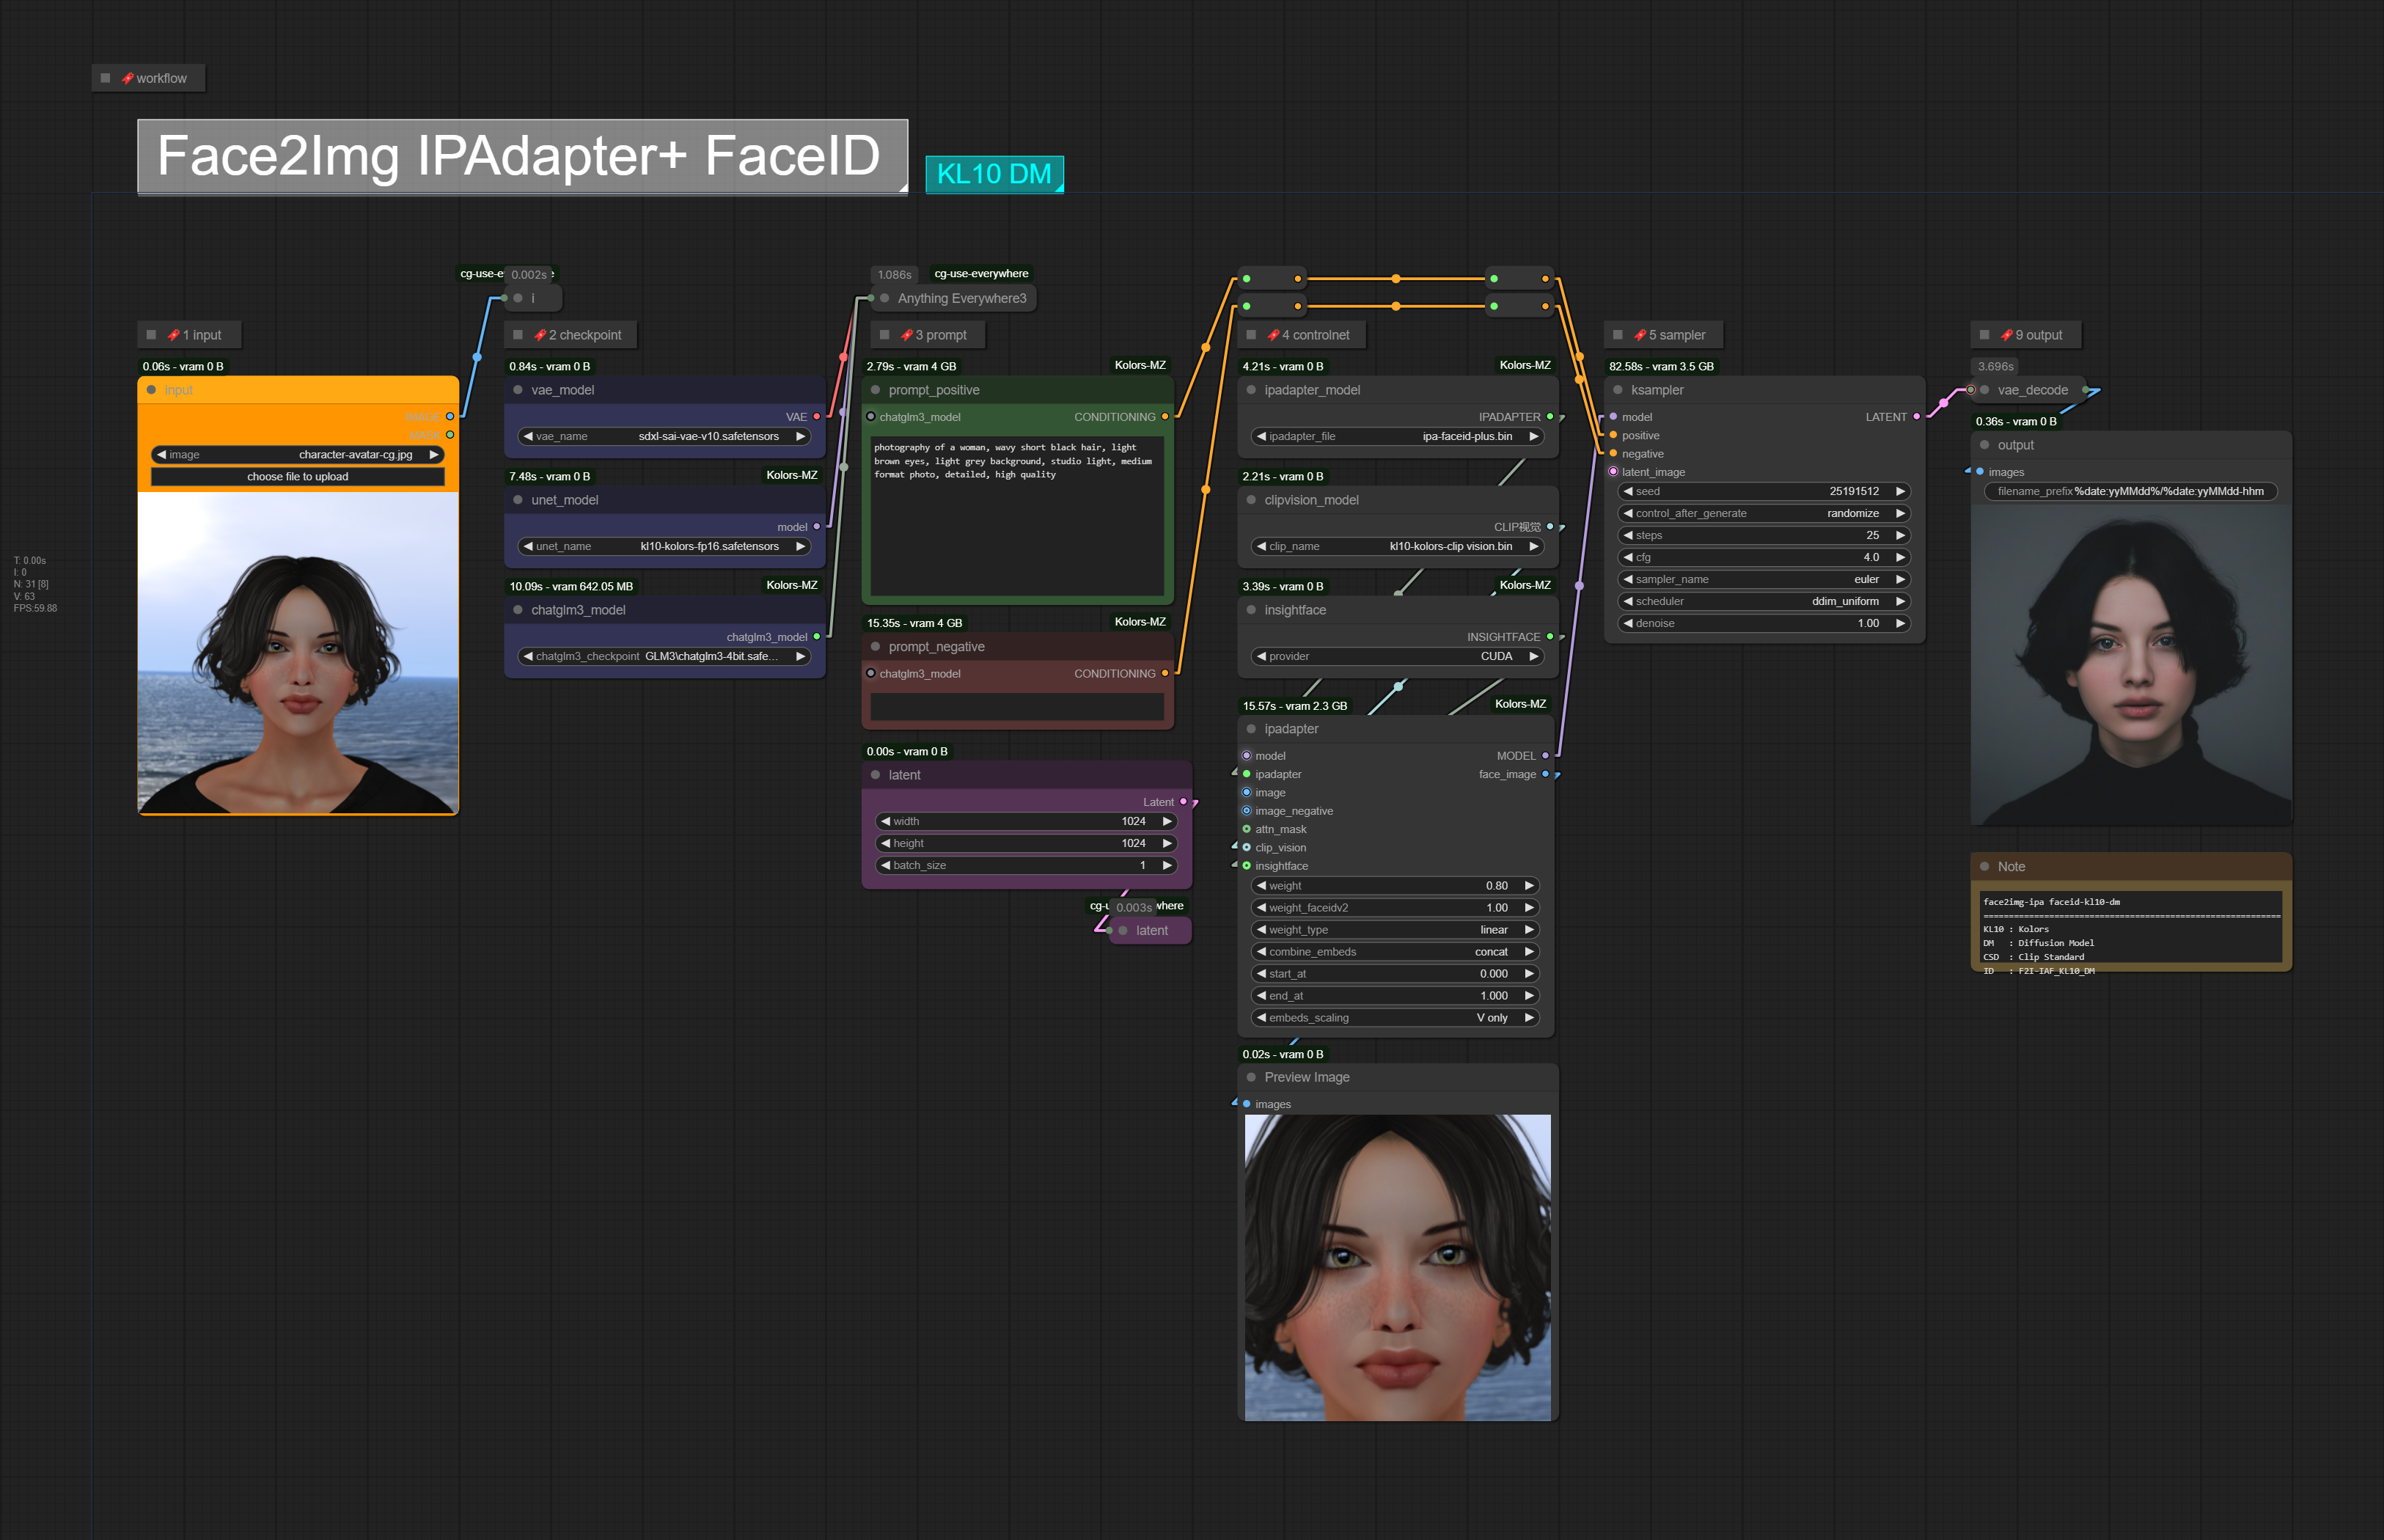 workflow
Face2Img IPAdapter+ FaceID
KL10 DM
T: 0.00s
I: 0
N: 31 [8]
V: 63
FPS:59.88
1 input
0.06s - vram 0 B
input
IMAGE
MASK
image character-avatar-cg.jpg
choose file to upload
0.002s
i
2 checkpoint
0.84s - vram 0 B
vae_model
VAE
vae_name sdxl-sai-vae-v10.safetensors
7.48s - vram 0 B Kolors-MZ
unet_model
model
unet_name kl10-kolors-fp16.safetensors
10.09s - vram 642.05 MB Kolors-MZ
chatglm3_model
chatglm3_model
chatglm3_checkpoint GLM3\chatglm3-4bit.safe...
1.086s cg-use-everywhere
Anything Everywhere3
3 prompt
2.79s - vram 4 GB Kolors-MZ
prompt_positive
chatglm3_model CONDITIONING
photography of a woman, wavy short black hair, light
brown eyes, light grey background, studio light, medium
format photo, detailed, high quality
15.35s - vram 4 GB Kolors-MZ
prompt_negative
chatglm3_model CONDITIONING
0.00s - vram 0 B
latent
Latent
width 1024
height 1024
batch_size 1
0.003s
latent
4 controlnet
4.21s - vram 0 B Kolors-MZ
ipadapter_model
IPADAPTER
ipadapter_file ipa-faceid-plus.bin
2.21s - vram 0 B
clipvision_model
CLIP视觉
clip_name kl10-kolors-clip vision.bin
3.39s - vram 0 B Kolors-MZ
insightface
INSIGHTFACE
provider CUDA
15.57s - vram 2.3 GB Kolors-MZ
ipadapter
model MODEL
ipadapter face_image
image
image_negative
attn_mask
clip_vision
insightface
weight 0.80
weight_faceidv2 1.00
weight_type linear
combine_embeds concat
start_at 0.000
end_at 1.000
embeds_scaling V only
0.02s - vram 0 B
Preview Image
images
5 sampler
82.58s - vram 3.5 GB
ksampler
model LATENT
positive
negative
latent_image
seed 25191512
control_after_generate randomize
steps 25
cfg 4.0
sampler_name euler
scheduler ddim_uniform
denoise 1.00
9 output
3.696s
vae_decode
0.36s - vram 0 B
output
images
filename_prefix %date:yyMMdd%/%date:yyMMdd-hhm
Note
face2img-ipa faceid-kl10-dm
KL10 : Kolors
DM : Diffusion Model
CSD : Clip Standard
ID : F2I-IAF_KL10_DM